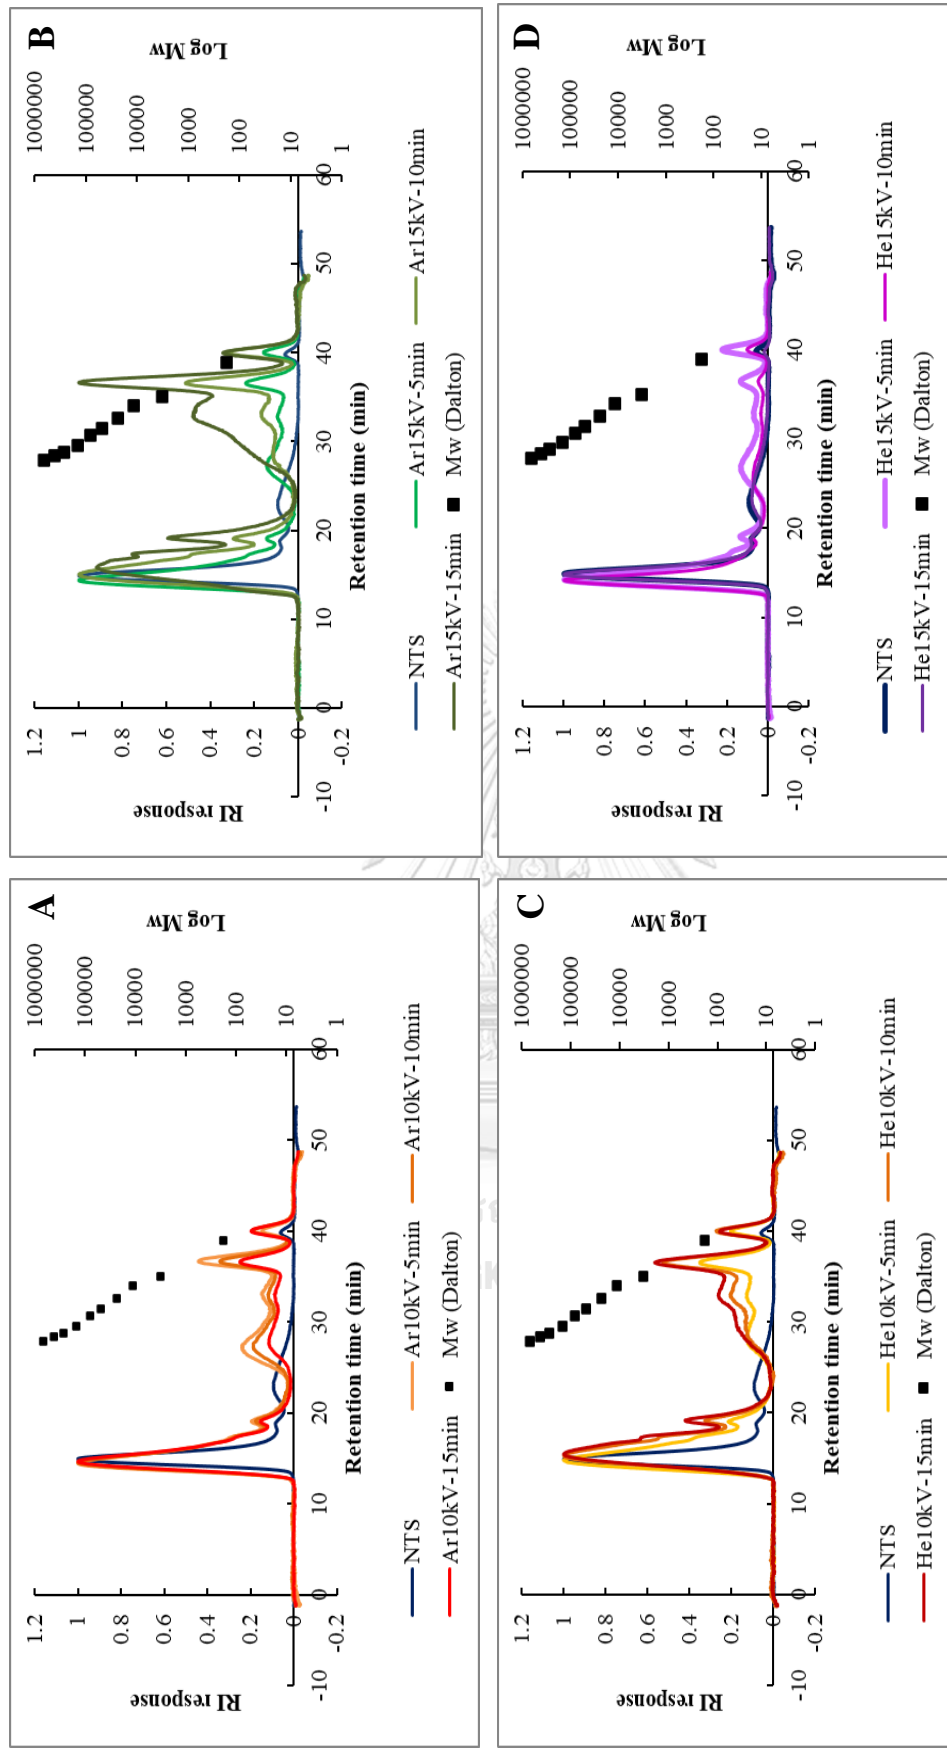 A
RI response
Log Mw
1.2
1
0.8
0.6
0.4
0.2
0
-0.2
1000000
100000
10000
1000
100
10
1
-10
0
10
20
30
40
50
60
Retention time (min)
NTS
Ar10kV-5min
Ar10kV-10min
Ar10kV-15min
Mw (Dalton)
B
RI response
Log Mw
1.2
1
0.8
0.6
0.4
0.2
0
-0.2
1000000
100000
10000
1000
100
10
1
-10
0
10
20
30
40
50
60
Retention time (min)
NTS
Ar15kV-5min
Ar15kV-10min
Ar15kV-15min
Mw (Dalton)
C
RI response
Log Mw
1.2
1
0.8
0.6
0.4
0.2
0
-0.2
1000000
100000
10000
1000
100
10
1
-10
0
10
20
30
40
50
60
Retention time (min)
NTS
He10kV-5min
He10kV-10min
He10kV-15min
Mw (Dalton)
D
RI response
Log Mw
1.2
1
0.8
0.6
0.4
0.2
0
-0.2
1000000
100000
10000
1000
100
10
1
-10
0
10
20
30
40
50
60
Retention time (min)
NTS
He15kV-5min
He15kV-10min
He15kV-15min
Mw (Dalton)